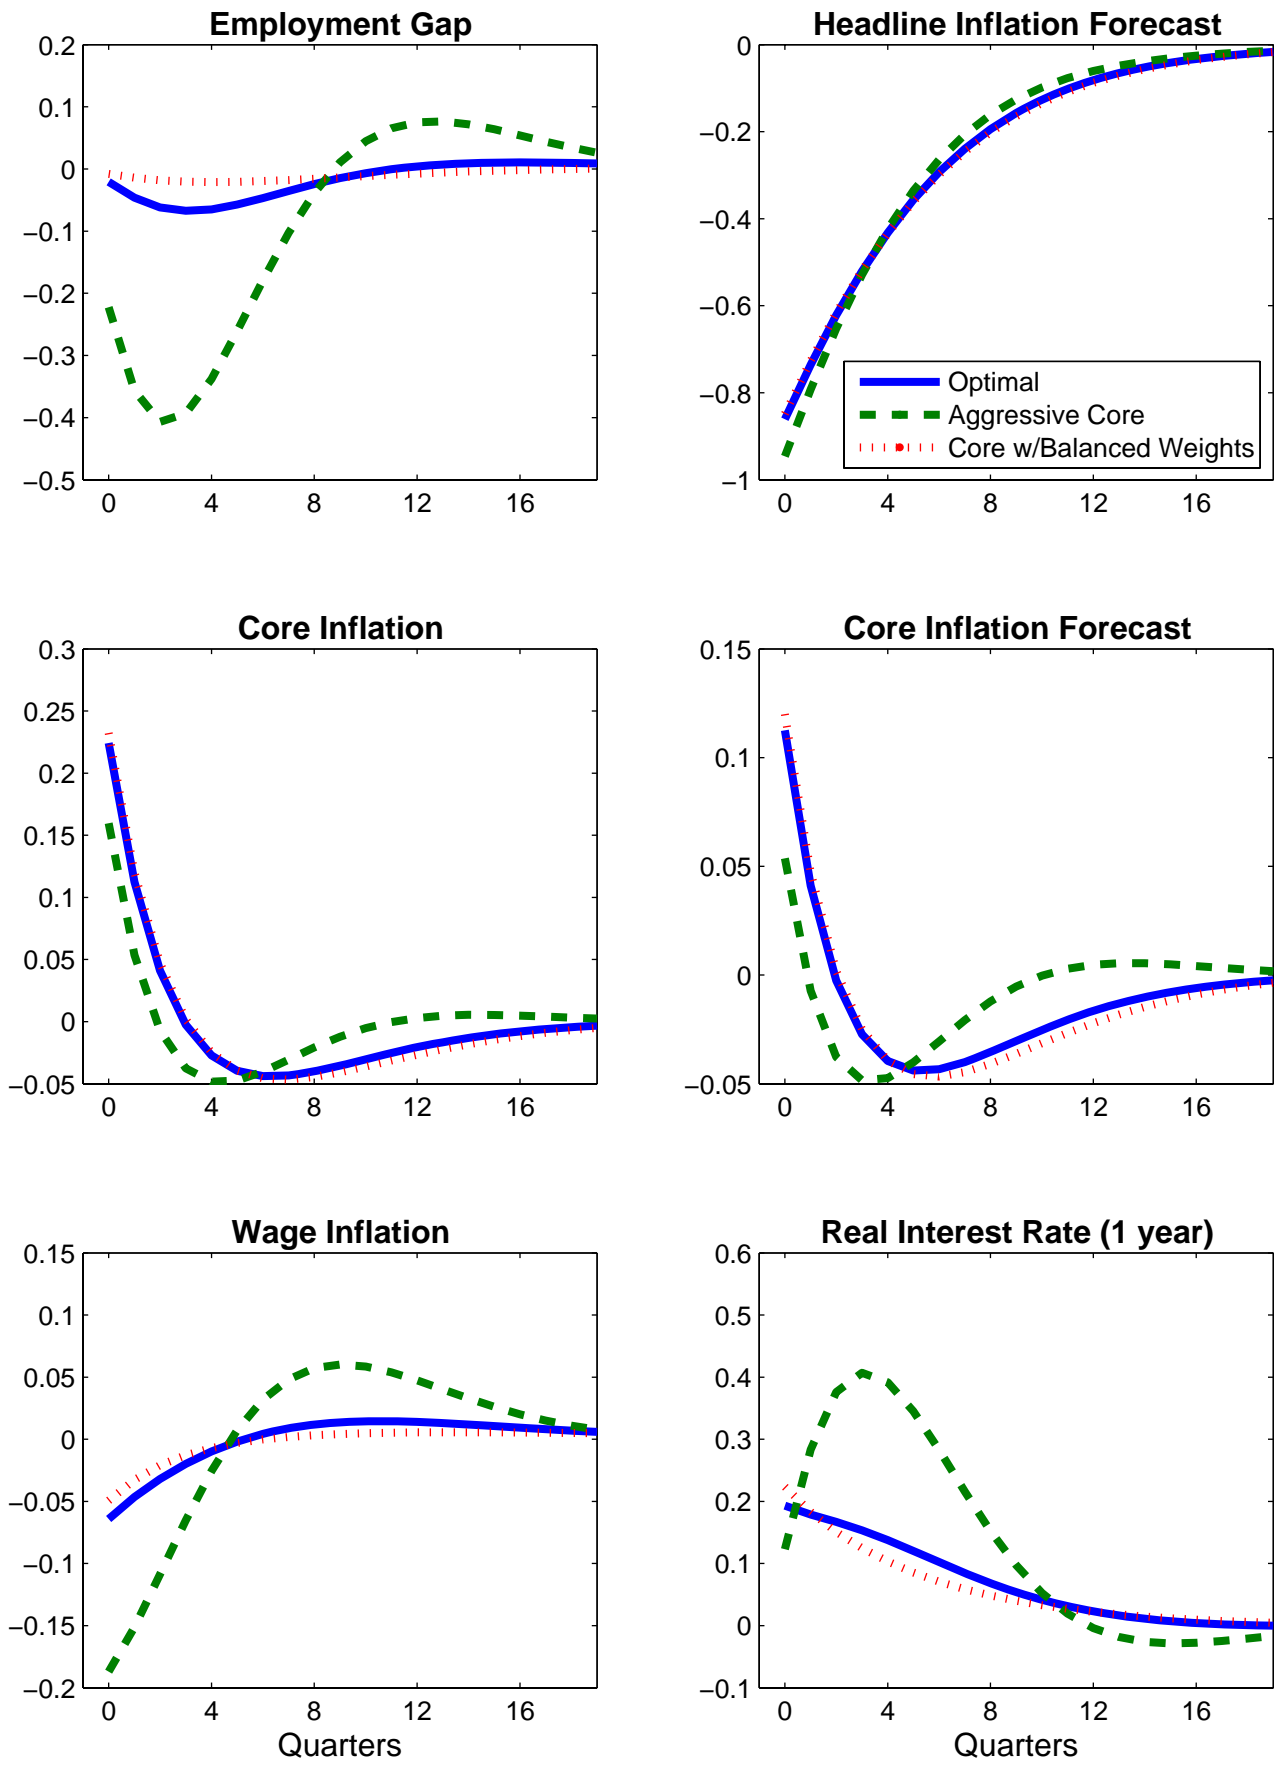 Employment Gap
0.2
0.1
0
−0.1
−0.2
−0.3
−0.4
−0.5
0 4 8 12 16
Headline Inflation Forecast
0
−0.2
−0.4
−0.6
−0.8
−1
0 4 8 12 16
Optimal
Aggressive Core
Core w/Balanced Weights
Core Inflation
0.3
0.25
0.2
0.15
0.1
0.05
0
−0.05
0 4 8 12 16
Core Inflation Forecast
0.15
0.1
0.05
0
−0.05
0 4 8 12 16
Wage Inflation
0.15
0.1
0.05
0
−0.05
−0.1
−0.15
−0.2
0 4 8 12 16
Quarters
Real Interest Rate (1 year)
0.6
0.5
0.4
0.3
0.2
0.1
0
−0.1
0 4 8 12 16
Quarters